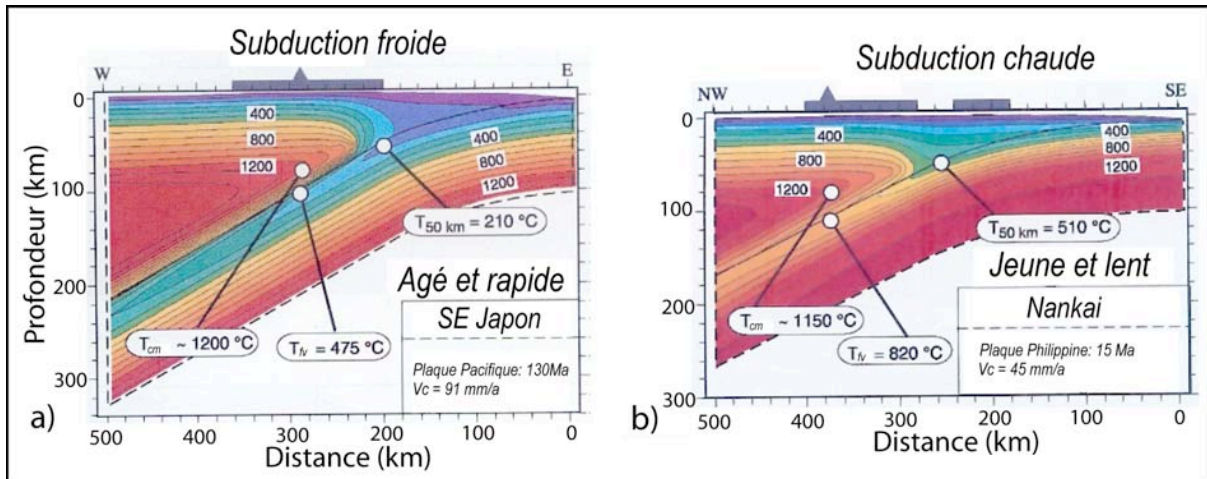 Subduction froide
W
E
0
100
200
300
Profondeur (km)
400
800
1200
400
800
1200
T50 km = 210 °C
Tcm ~ 1200 °C
Tfv = 475 °C
Agé et rapide
SE Japon
Plaque Pacifique: 130Ma
Vc = 91 mm/a
a)
500
400
300
200
100
0
Distance (km)
Subduction chaude
NW
SE
0
100
200
300
400
800
1200
400
800
1200
T50 km = 510 °C
Tcm ~ 1150 °C
Tfv = 820 °C
Jeune et lent
Nankai
Plaque Philippine: 15 Ma
Vc = 45 mm/a
b)
500
400
300
200
100
0
Distance (km)